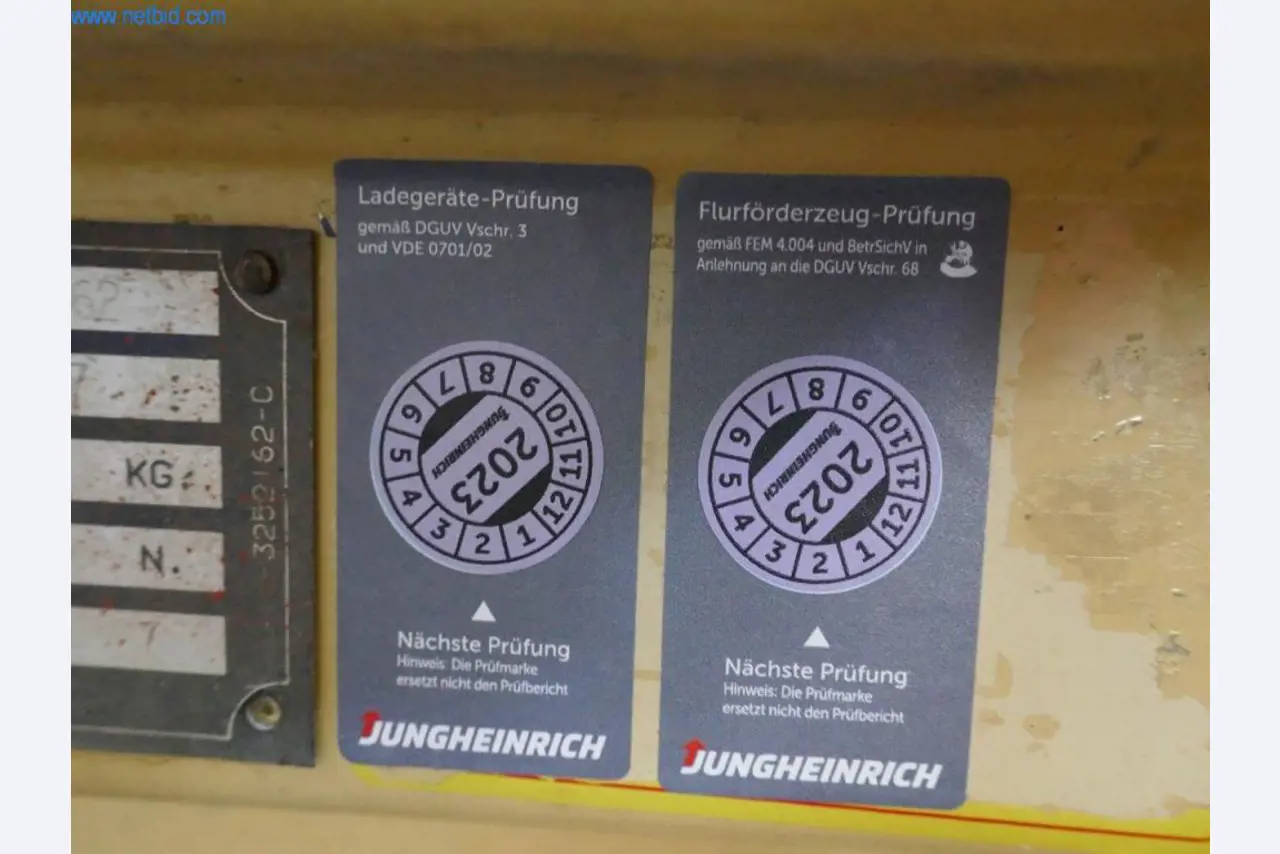 www.netbid.com
62
7
KG.
N.
7
3252162-C
Ladegeräte-Prüfung
gemäß DGUV Vschr. 3
und VDE 0701/02
1 2 3 4 5 6 7 8 9 10 11 12
JUNGHEINRICH
2023
Nächste Prüfung
Hinweis: Die Prüfmarke
ersetzt nicht den Prüfbericht
JUNGHEINRICH
Flurförderzeug-Prüfung
gemäß FEM 4.004 und BetrSichV in
Anlehnung an die DGUV Vschr. 68
1 2 3 4 5 6 7 8 9 10 11 12
JUNGHEINRICH
2023
Nächste Prüfung
Hinweis: Die Prüfmarke
ersetzt nicht den Prüfbericht
JUNGHEINRICH